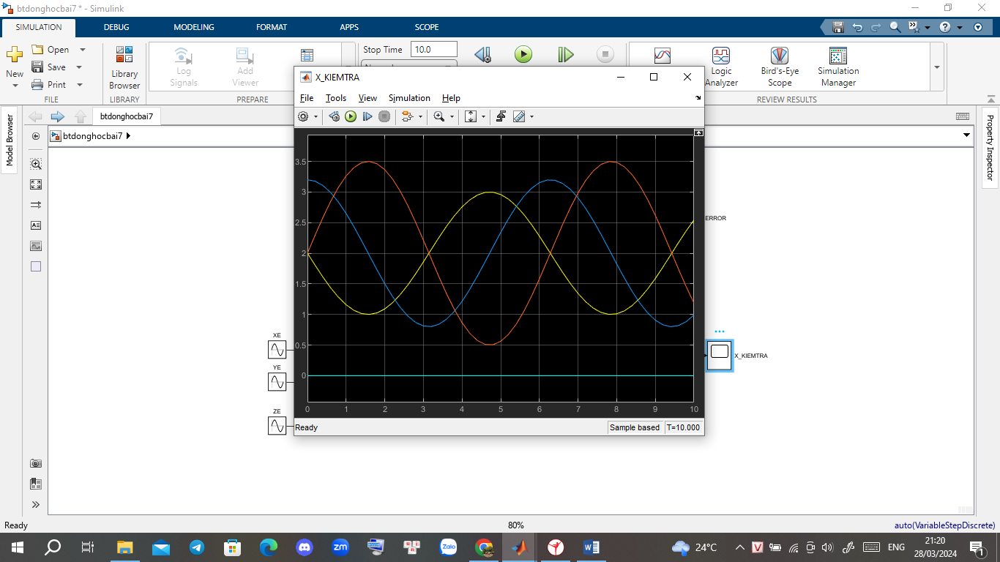 btdonghocbai7 * - Simulink
SIMULATION DEBUG MODELING FORMAT APPS SCOPE
New
Open
Save
Print
FILE
Library
Browser
LIBRARY
Log
Signals
Add
Viewer
PREPARE
Stop Time 10.0
Logic
Analyzer
Bird's-Eye
Scope
Simulation
Manager
REVIEW RESULTS
Model Browser
btdonghocbai7
btdonghocbai7
Property Inspector
X_KIEMTRA
File Tools View Simulation Help
3.5
3
2.5
2
1.5
1
0.5
0
0 1 2 3 4 5 6 7 8 9 10
Ready Sample based T=10.000
ERROR
XE
YE
ZE
X_KIEMTRA
Ready 80% auto(VariableStepDiscrete)
zm
Zalo
24°C
ENG
21:20
28/03/2024
1